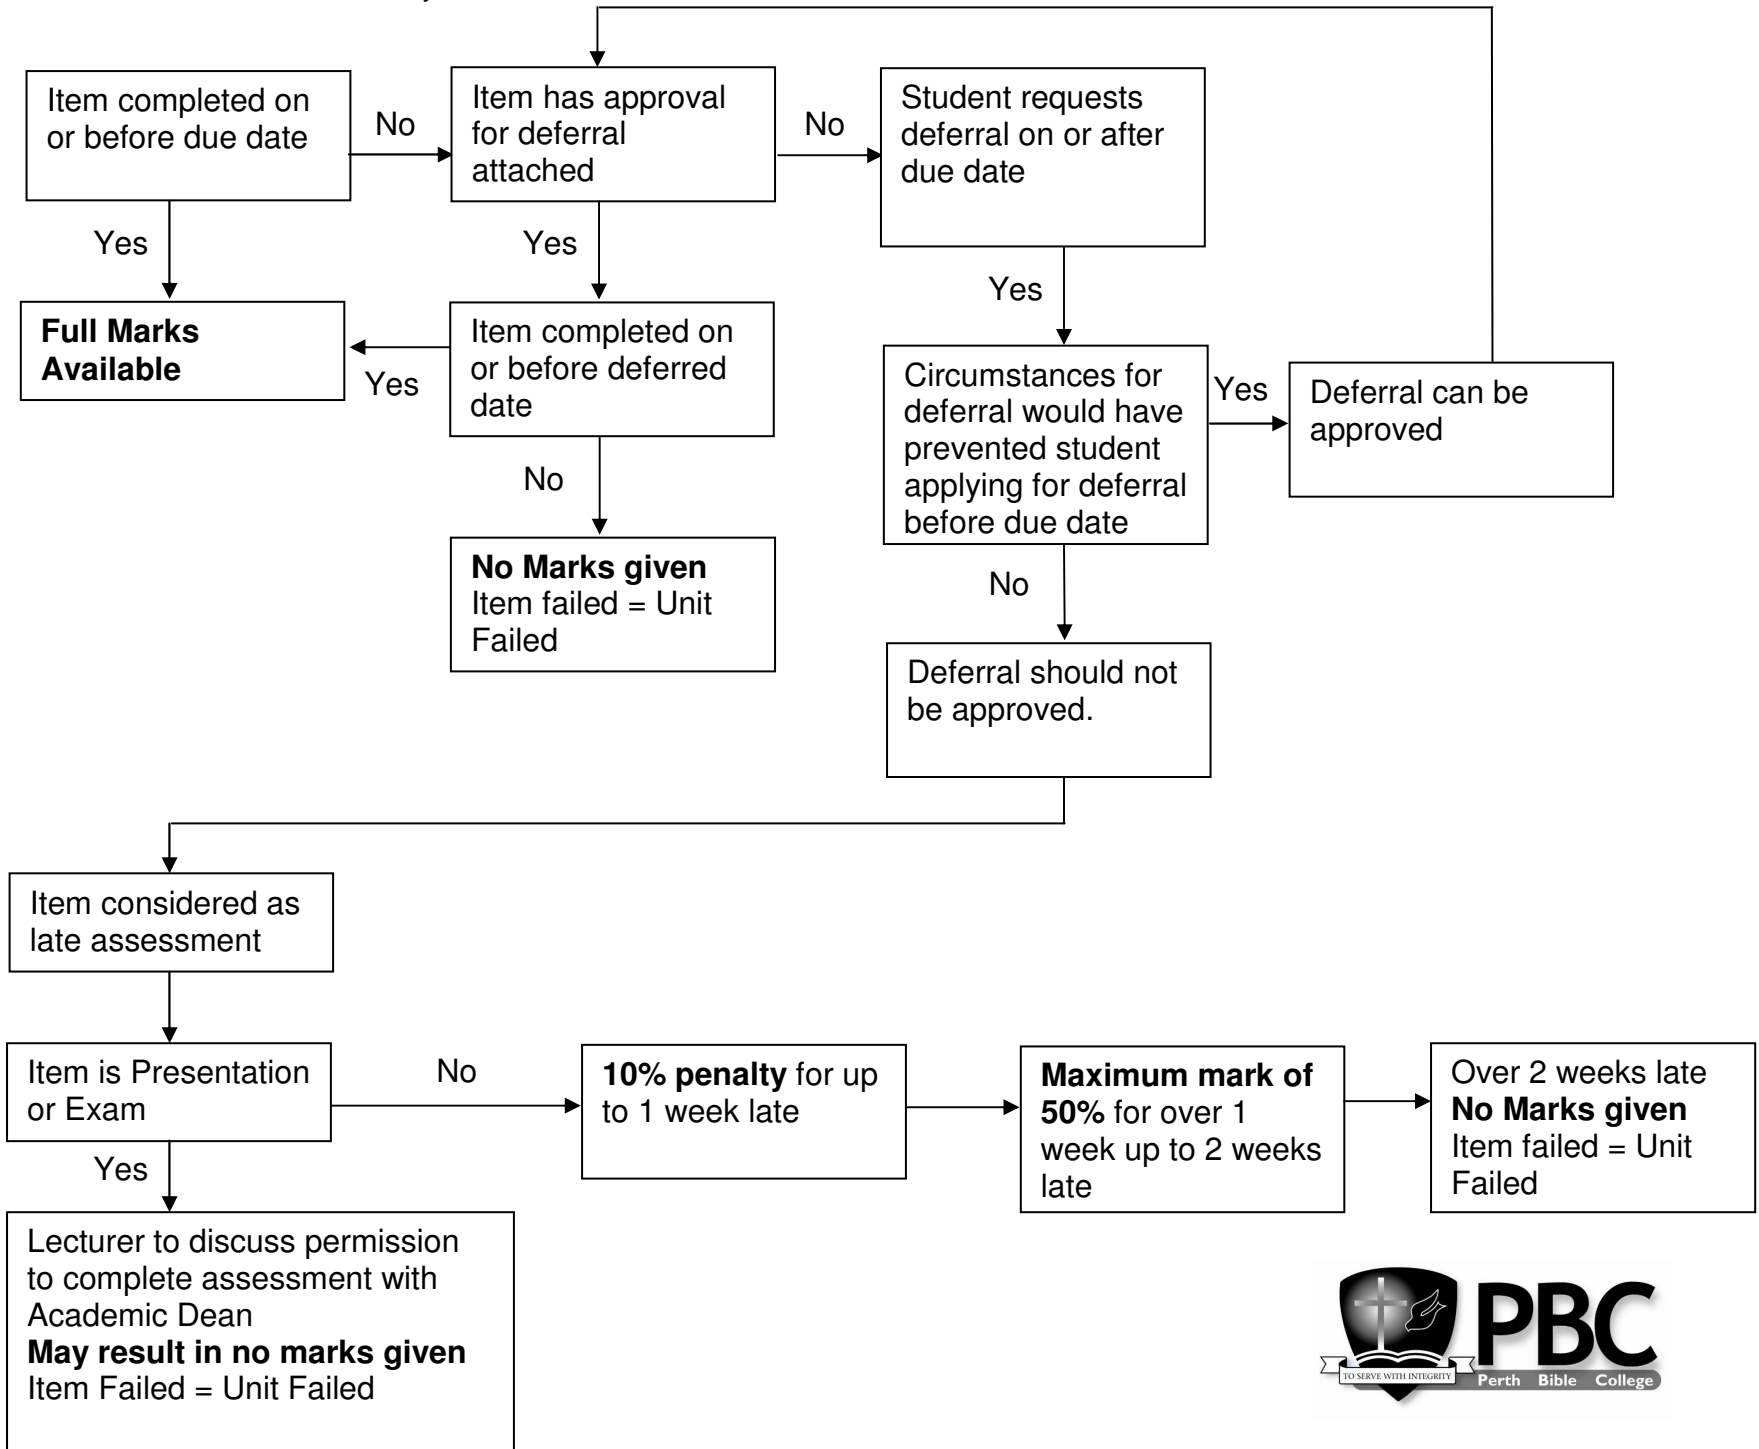 Item completed on
or before due date
No
Item has approval
for deferral
attached
No
Student requests
deferral on or after
due date
Yes
Yes
Yes
Full Marks
Available
Yes
Item completed on
or before deferred
date
Circumstances for
deferral would have
prevented student
applying for deferral
before due date
Yes
Deferral can be
approved
No
No Marks given
Item failed = Unit
Failed
No
Deferral should not
be approved.
Item considered as
late assessment
Item is Presentation
or Exam
No
10% penalty for up
to 1 week late
Maximum mark of
50% for over 1
week up to 2 weeks
late
Over 2 weeks late
No Marks given
Item failed = Unit
Failed
Yes
Lecturer to discuss permission
to complete assessment with
Academic Dean
May result in no marks given
Item Failed = Unit Failed
TO SERVE WITH INTEGRITY
PBC
Perth Bible College